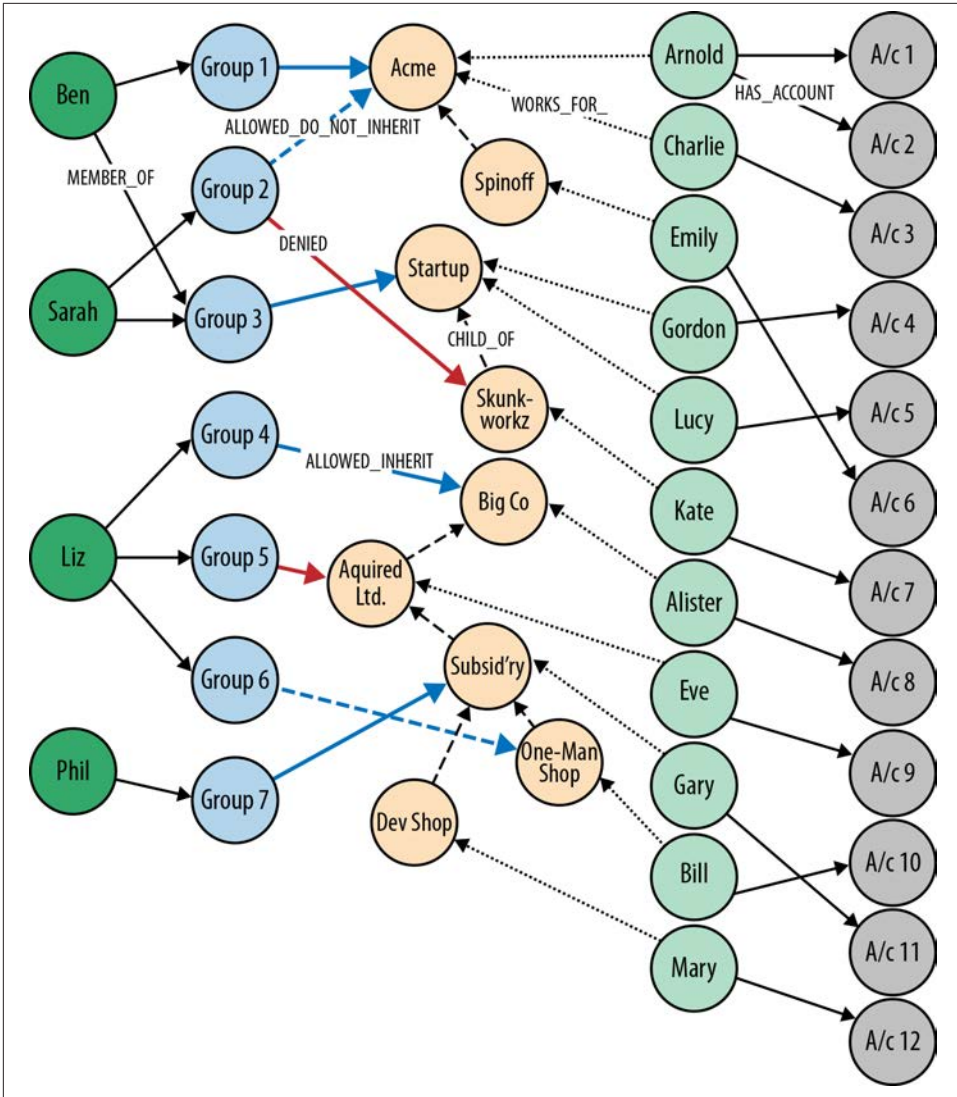 Ben
Sarah
Liz
Phil
MEMBER_OF
Group 1
Group 2
Group 3
Group 4
Group 5
Group 6
Group 7
ALLOWED_DO_NOT_INHERIT
DENIED
ALLOWED_INHERIT
Acme
Spinoff
Startup
CHILD_OF
Skunk-
workz
Big Co
Aquired
Ltd.
Subsid'ry
One-Man
Shop
Dev Shop
WORKS_FOR_
Arnold
Charlie
Emily
Gordon
Lucy
Kate
Alister
Eve
Gary
Bill
Mary
HAS_ACCOUNT
A/c 1
A/c 2
A/c 3
A/c 4
A/c 5
A/c 6
A/c 7
A/c 8
A/c 9
A/c 10
A/c 11
A/c 12